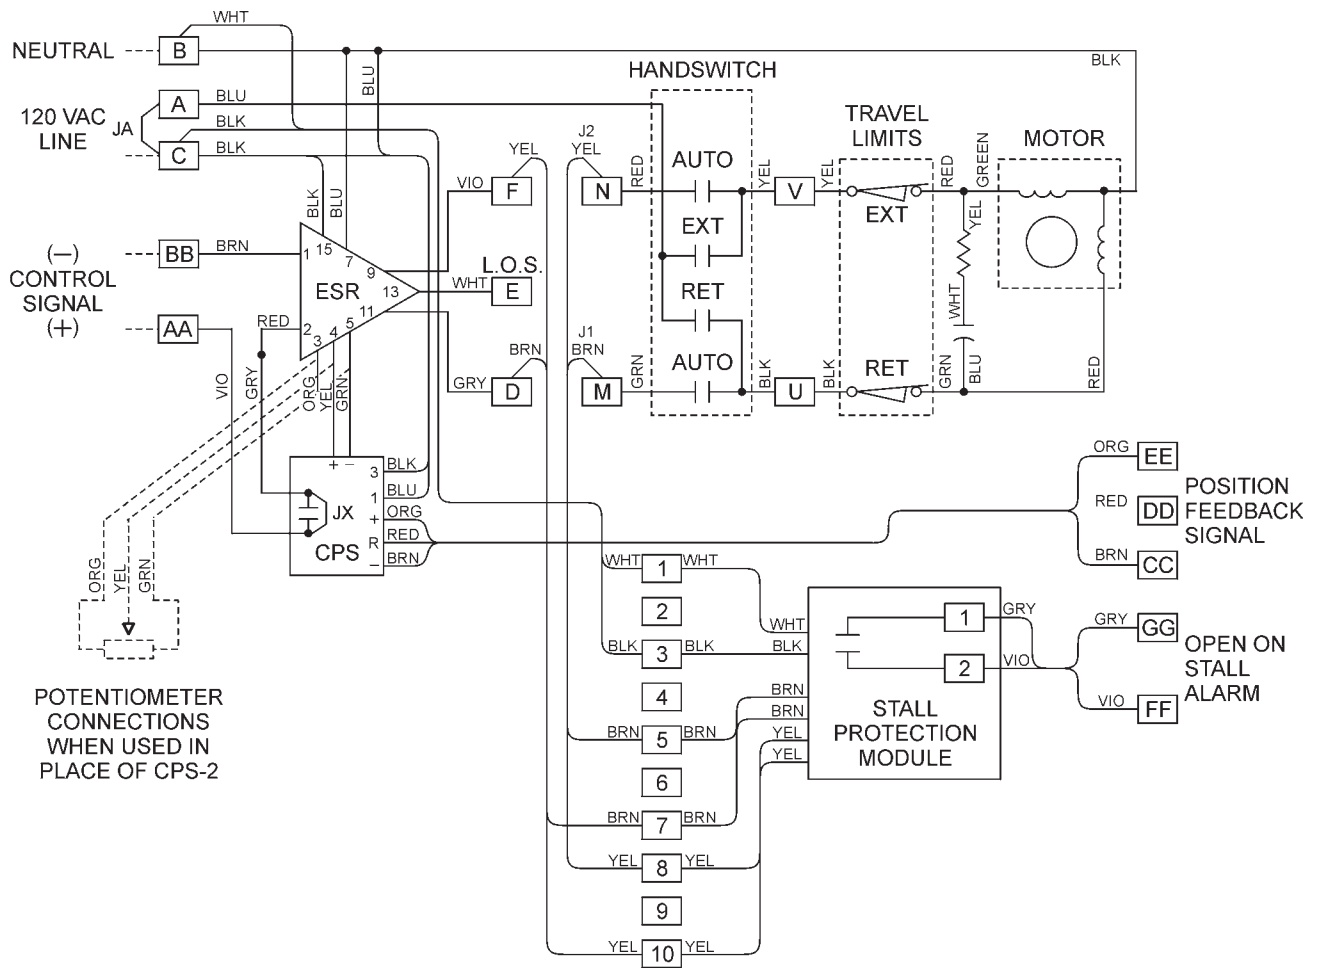 WHT
NEUTRAL
B
BLK
BLU
HANDSWITCH
120 VAC
LINE
JA
A
BLU
BLK
C
BLK
TRAVEL
LIMITS
MOTOR
J2
YEL
YEL
RED
AUTO
YEL
YEL
RED
GREEN
VIO
F
N
V
BLK
BLU
EXT
EXT
YEL
(—)
CONTROL
SIGNAL
(+)
BB
BRN
1
15
7
9
ESR
13
11
2
3
4
5
WHT
L.O.S.
E
RET
WHT
AA
RED
VIO
GRY
ORG
YEL
GRN
J1
BRN
BRN
GRN
AUTO
BLK
BLK
RET
GRN
BLU
RED
GRY
D
M
U
+ −
3
BLK
1
BLU
+
ORG
R
RED
−
BRN
JX
CPS
ORG
EE
RED
DD
BRN
CC
POSITION
FEEDBACK
SIGNAL
ORG
YEL
GRN
WHT
1
WHT
2
BLK
3
BLK
4
BRN
5
BRN
6
BRN
7
BRN
YEL
8
YEL
9
YEL
10
YEL
WHT
BLK
BRN
BRN
YEL
YEL
1
GRY
2
VIO
STALL
PROTECTION
MODULE
GRY
GG
VIO
FF
OPEN ON
STALL
ALARM
POTENTIOMETER
CONNECTIONS
WHEN USED IN
PLACE OF CPS-2